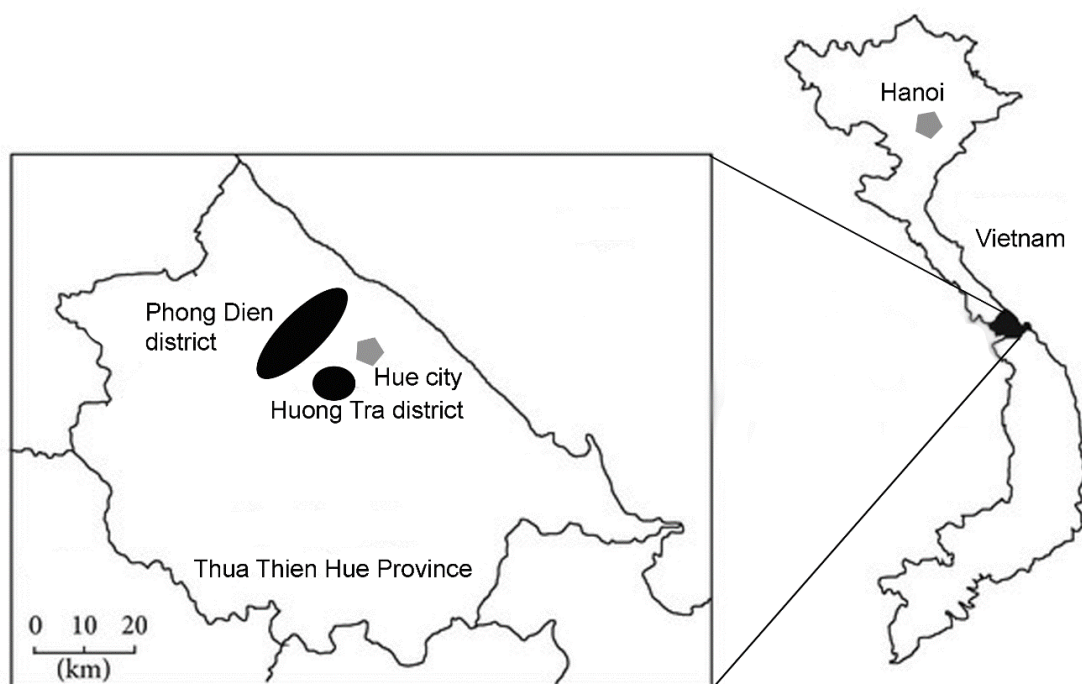 Hanoi
Vietnam
Phong Dien
district
Hue city
Huong Tra district
Thua Thien Hue Province
0 10 20
(km)